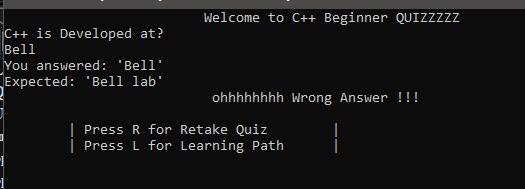 Welcome to C++ Beginner QUIZZZZZ
C++ is Developed at?
Bell
You answered: 'Bell'
Expected: 'Bell lab'
ohhhhhhhh Wrong Answer !!!
| Press R for Retake Quiz |
| Press L for Learning Path |